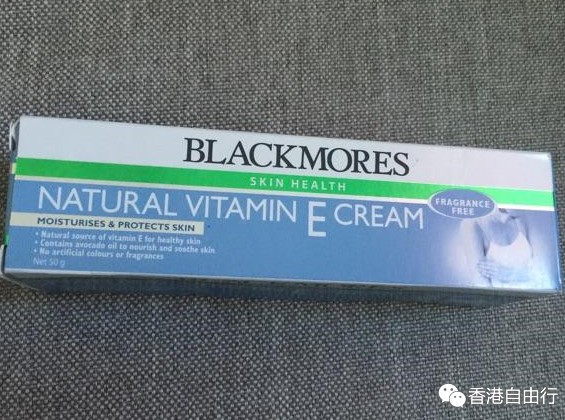 BLACKMORES
SKIN HEALTH
NATURAL VITAMIN E CREAM
FRAGRANCE
FREE
MOISTURISES & PROTECTS SKIN
• Natural source of vitamin E for healthy skin
• Contains avocado oil to nourish and soothe skin
• No artificial colours or fragrances
Net 50 g
香港自由行